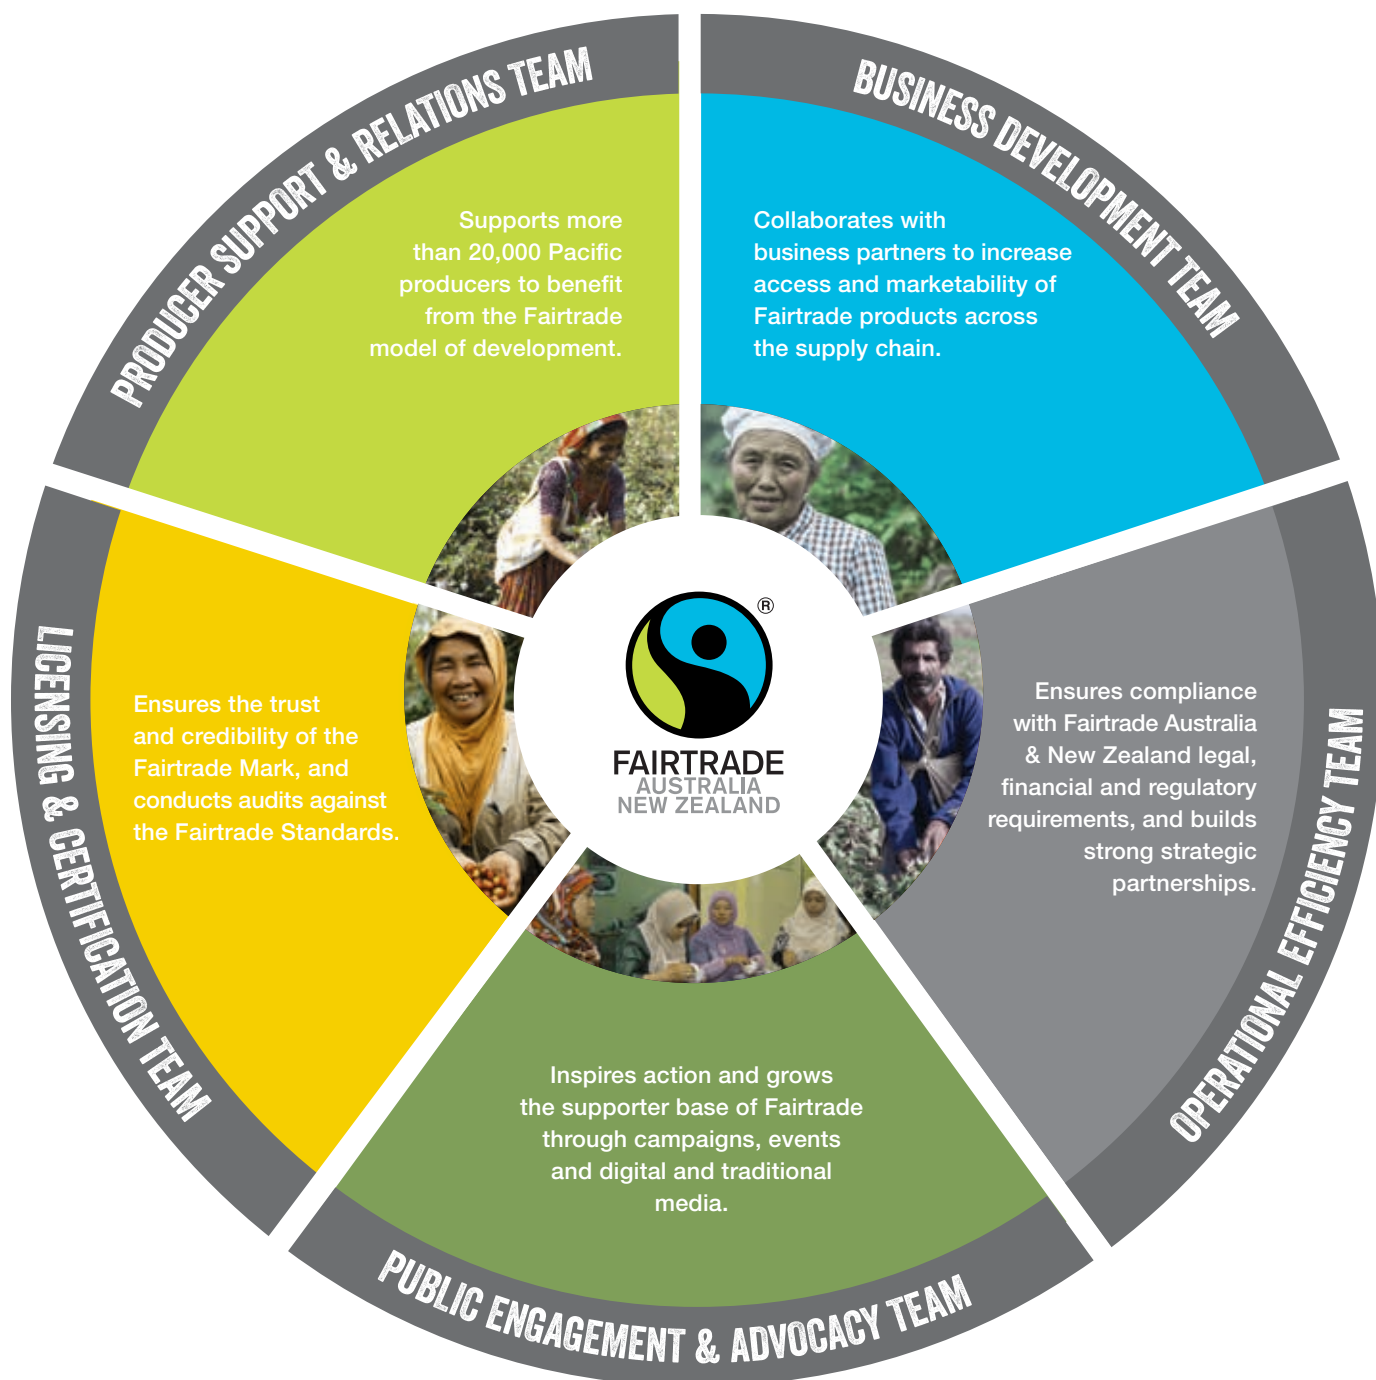 PRODUCER SUPPORT & RELATIONS TEAM
Supports more
than 20,000 Pacific
producers to benefit
from the Fairtrade
model of development.
BUSINESS DEVELOPMENT TEAM
Collaborates with
business partners to increase
access and marketability of
Fairtrade products across
the supply chain.
LICENSING & CERTIFICATION TEAM
Ensures the trust
and credibility of the
Fairtrade Mark, and
conducts audits against
the Fairtrade Standards.
®
FAIRTRADE
AUSTRALIA
NEW ZEALAND
OPERATIONAL EFFICIENCY TEAM
Ensures compliance
with Fairtrade Australia
& New Zealand legal,
financial and regulatory
requirements, and builds
strong strategic
partnerships.
Inspires action and grows
the supporter base of Fairtrade
through campaigns, events
and digital and traditional
media.
PUBLIC ENGAGEMENT & ADVOCACY TEAM